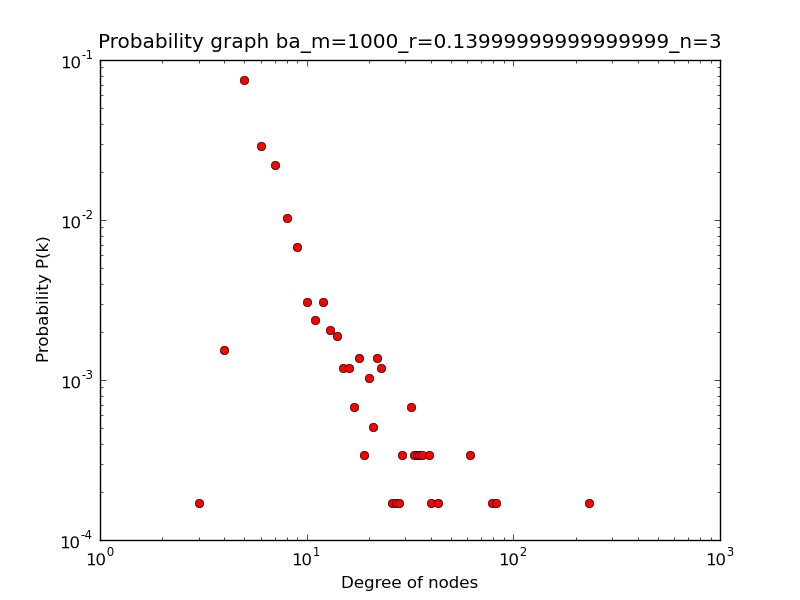 Probability graph ba_m=1000_r=0.13999999999999999_n=3
10^-1
10^-2
10^-3
10^-4
Probability P(k)
10^0 10^1 10^2 10^3
Degree of nodes